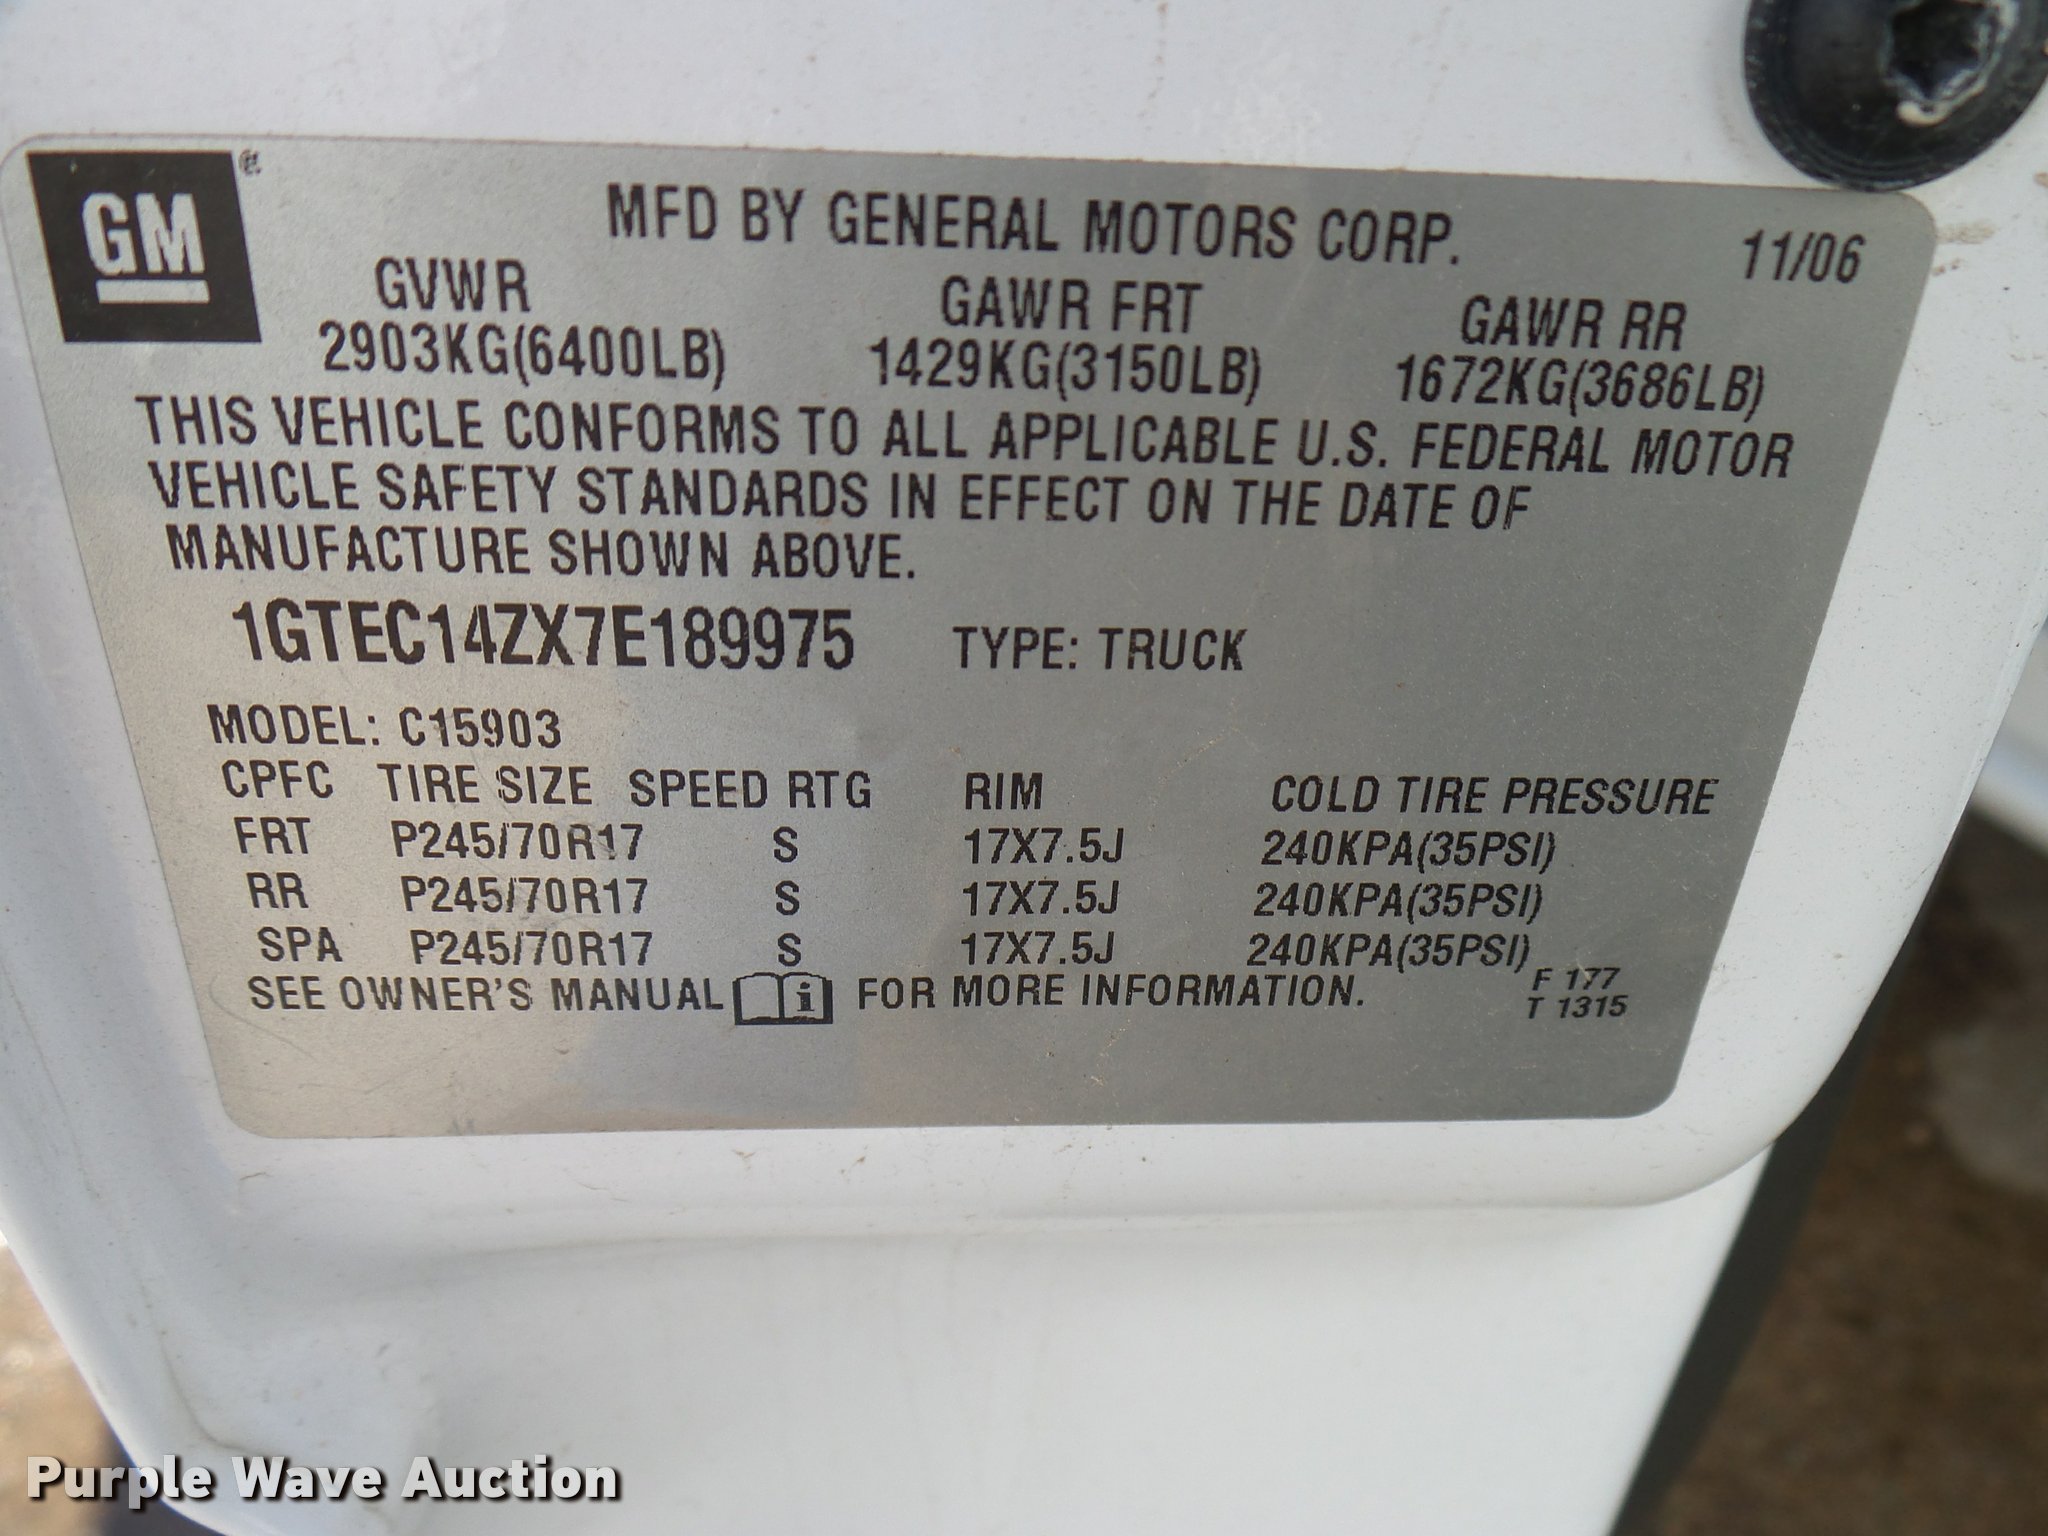 GM
MFD BY GENERAL MOTORS CORP. 11/06
GVWR GAWR FRT GAWR RR
2903KG(6400LB) 1429KG(3150LB) 1672KG(3686LB)
THIS VEHICLE CONFORMS TO ALL APPLICABLE U.S. FEDERAL MOTOR
VEHICLE SAFETY STANDARDS IN EFFECT ON THE DATE OF
MANUFACTURE SHOWN ABOVE.
1GTEC14ZX7E189975 TYPE: TRUCK
MODEL: C15903
CPFC TIRE SIZE SPEED RTG RIM COLD TIRE PRESSURE
FRT P245/70R17 S 17X7.5J 240KPA(35PSI)
RR P245/70R17 S 17X7.5J 240KPA(35PSI)
SPA P245/70R17 S 17X7.5J 240KPA(35PSI)
SEE OWNER'S MANUAL i FOR MORE INFORMATION. F 177
T 1315
Purple Wave Auction